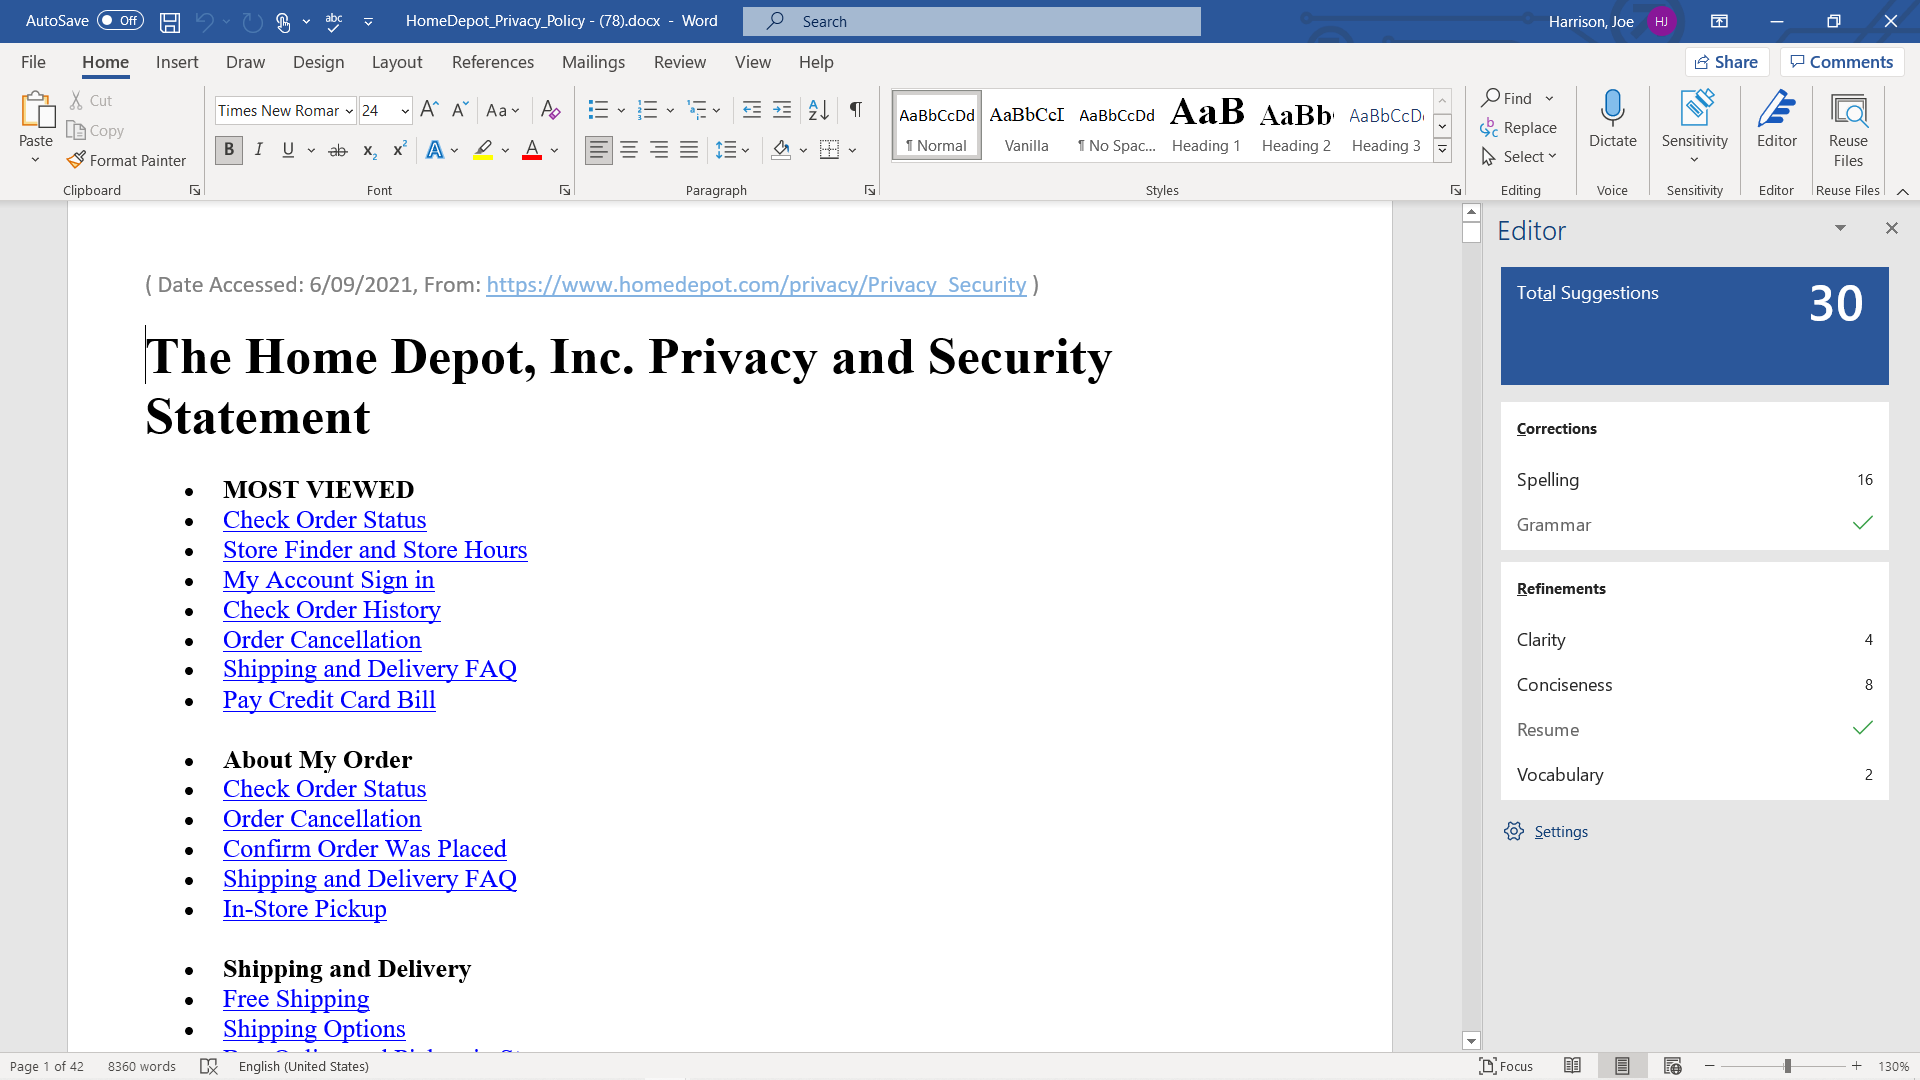 AutoSave Off abc HomeDepot_Privacy_Policy - (78).docx - Word Search Harrison, Joe HJ
File Home Insert Draw Design Layout References Mailings Review View Help Share Comments
Paste Cut Copy Format Painter
Clipboard
Times New Roman 24 A A Aa A
B I U ab x2 x2 A A
Font
Paragraph
AaBbCcDd AaBbCcI AaBbCcDd AaB AaBb AaBbCcD
¶ Normal Vanilla ¶ No Spac... Heading 1 Heading 2 Heading 3
Styles
Find
Replace
Select
Editing
Dictate
Voice
Sensitivity
Sensitivity
Editor
Editor
Reuse
Files
Reuse Files
( Date Accessed: 6/09/2021, From: https://www.homedepot.com/privacy/Privacy_Security )
The Home Depot, Inc. Privacy and Security
Statement
• MOST VIEWED
• Check Order Status
• Store Finder and Store Hours
• My Account Sign in
• Check Order History
• Order Cancellation
• Shipping and Delivery FAQ
• Pay Credit Card Bill
• About My Order
• Check Order Status
• Order Cancellation
• Confirm Order Was Placed
• Shipping and Delivery FAQ
• In-Store Pickup
• Shipping and Delivery
• Free Shipping
• Shipping Options
Editor
Total Suggestions 30
Corrections
Spelling 16
Grammar
Refinements
Clarity 4
Conciseness 8
Resume
Vocabulary 2
Settings
Page 1 of 42 8360 words English (United States) Focus 130%